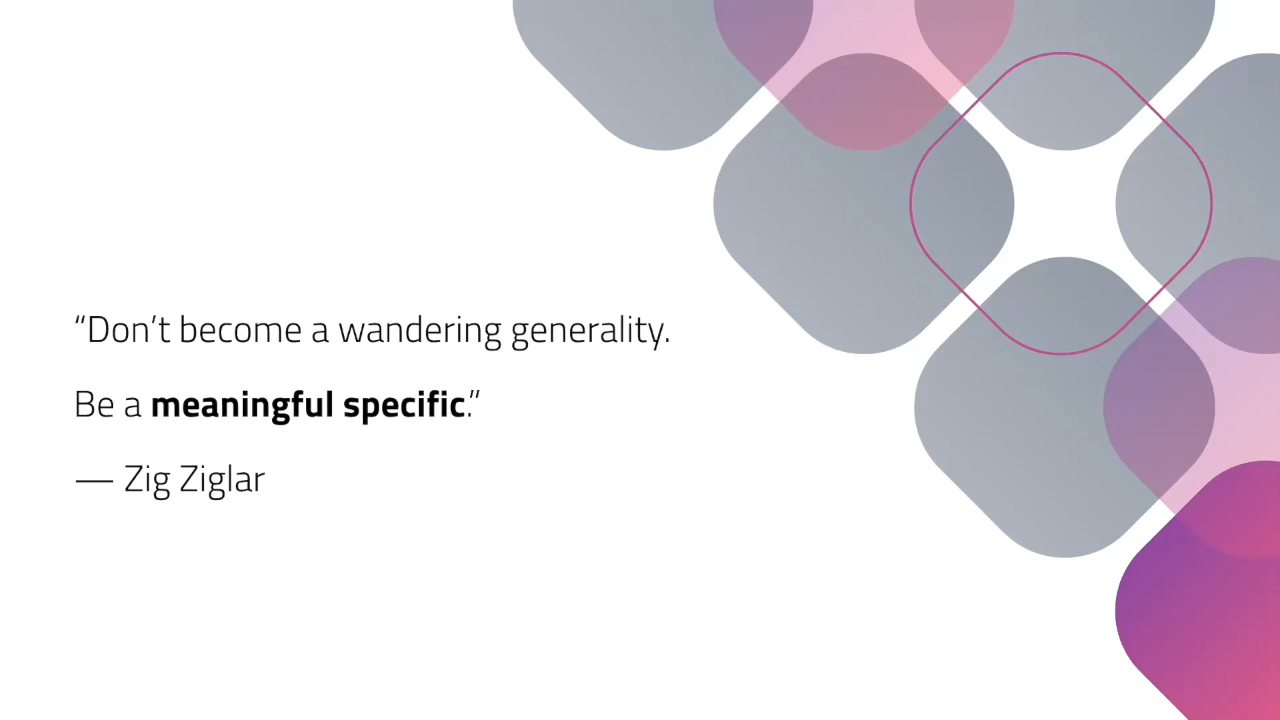 “Don’t become a wandering generality.
Be a meaningful specific.”
— Zig Ziglar